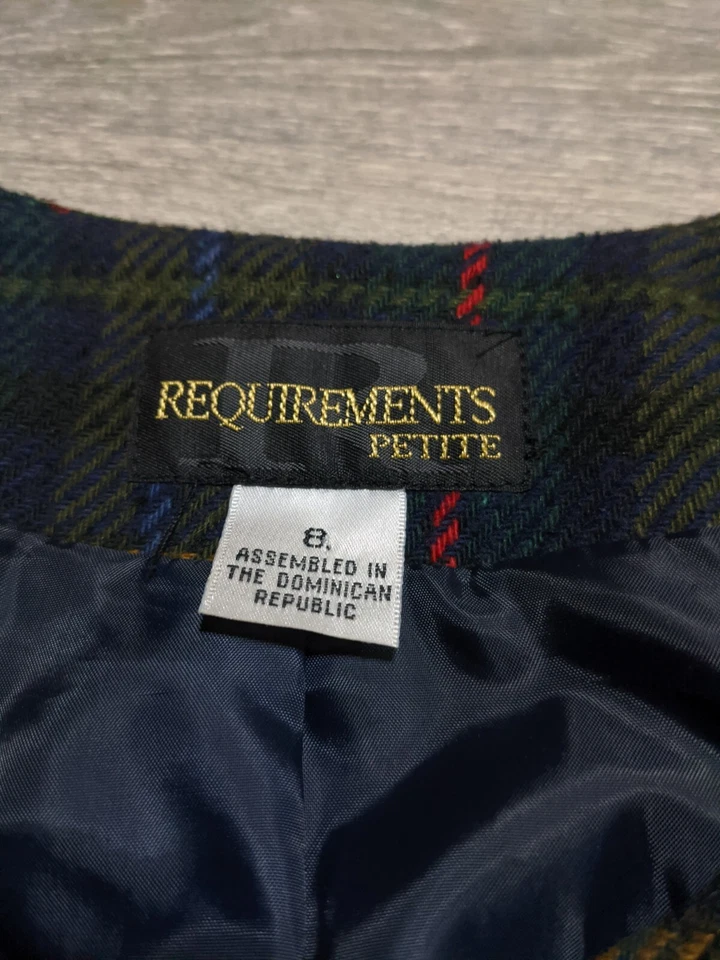 R
REQUIREMENTS
PETITE
8.
ASSEMBLED IN
THE DOMINICAN
REPUBLIC